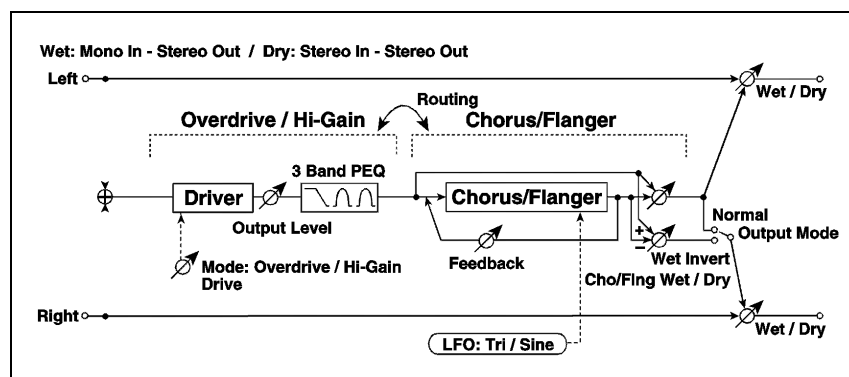 Wet: Mono In - Stereo Out / Dry: Stereo In - Stereo Out
Left
Wet / Dry
Routing
Overdrive / Hi-Gain
Chorus/Flanger
3 Band PEQ
Driver
Chorus/Flanger
Output Level
Normal
Output Mode
+
−
Feedback
Wet Invert
Mode: Overdrive / Hi-Gain
Drive
Cho/Flng Wet / Dry
Right
Wet / Dry
LFO: Tri / Sine